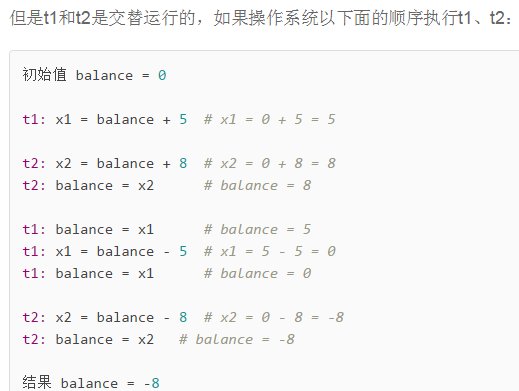 但是t1和t2是交替运行的，如果操作系统以下面的顺序执行t1、t2：
初始值 balance = 0
t1: x1 = balance + 5  # x1 = 0 + 5 = 5
t2: x2 = balance + 8  # x2 = 0 + 8 = 8
t2: balance = x2      # balance = 8
t1: balance = x1      # balance = 5
t1: x1 = balance - 5  # x1 = 5 - 5 = 0
t1: balance = x1      # balance = 0
t2: x2 = balance - 8  # x2 = 0 - 8 = -8
t2: balance = x2   # balance = -8
结果 balance = -8